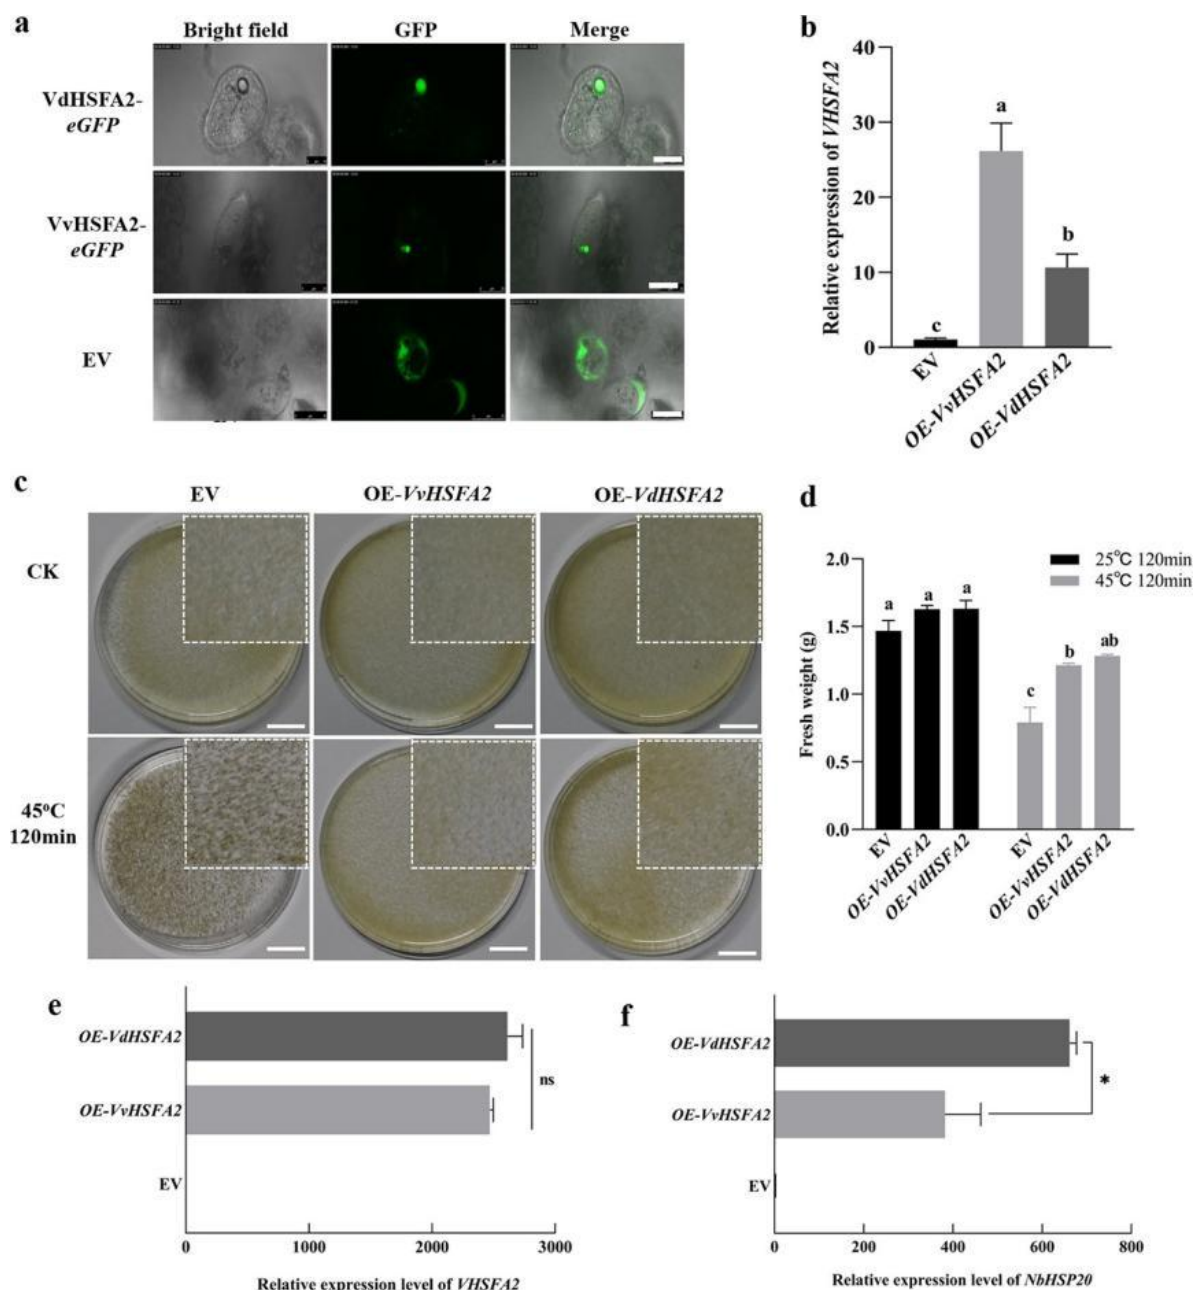 a
Bright field GFP Merge
VdHSFA2-
eGFP
VvHSFA2-
eGFP
EV
b
Relative expression of VHSFA2
40
30
20
10
0
a
b
c
EV
OE-VvHSFA2
OE-VdHSFA2
c
EV OE-VvHSFA2 OE-VdHSFA2
CK
45°C
120min
d
Fresh weight (g)
2.0
1.5
1.0
0.5
0.0
25℃ 120min
45℃ 120min
a a a
c b ab
EV OE-VvHSFA2 OE-VdHSFA2 EV OE-VvHSFA2 OE-VdHSFA2
e
OE-VdHSFA2
OE-VvHSFA2
EV
ns
0 1000 2000 3000
Relative expression level of VHSFA2
f
OE-VdHSFA2
OE-VvHSFA2
EV
*
0 200 400 600 800
Relative expression level of NbHSP20